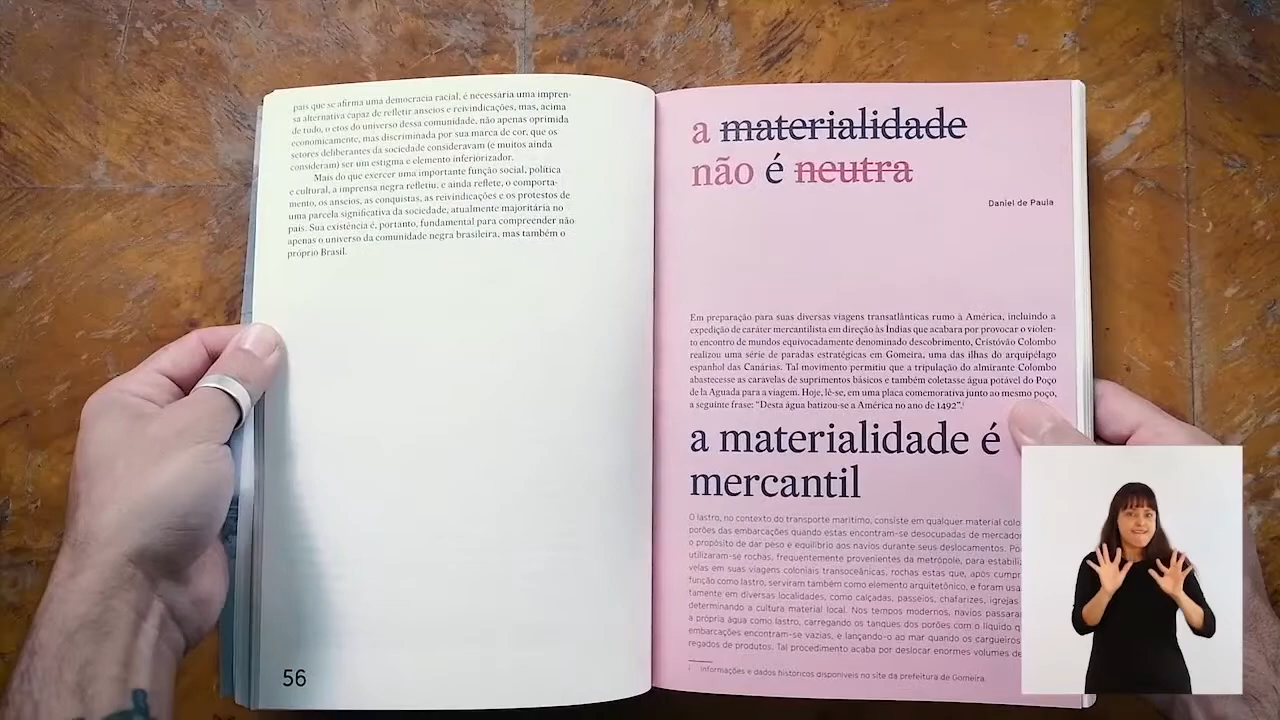 país que se afirma uma democracia racial, é necessária uma impren-
sa alternativa capaz de refletir anseios e reivindicações, mas, acima
de tudo, o etos do universo dessa comunidade, não apenas oprimida
economicamente, mas discriminada por sua marca de cor, que os
setores deliberantes da sociedade consideravam (e muitos ainda
consideram) ser um estigma e elemento inferiorizador.
Mais do que exercer uma importante função social, política
e cultural, a imprensa negra refletiu, e ainda reflete, o comporta-
mento, os anseios, as conquistas, as reivindicações e os protestos de
uma parcela significativa da sociedade, atualmente majoritária no
país. Sua existência é, portanto, fundamental para compreender não
apenas o universo da comunidade negra brasileira, mas também o
próprio Brasil.
56
a materialidade
não é neutra
Daniel de Paula
Em preparação para suas diversas viagens transatlânticas rumo à América, incluindo a
expedição de caráter mercantilista em direção às Índias que acabara por provocar o violen-
to encontro de mundos equivocadamente denominado descobrimento, Cristóvão Colombo
realizou uma série de paradas estratégicas em Gomeira, uma das ilhas do arquipélago
espanhol das Canárias. Tal movimento permitiu que a tripulação do almirante Colombo
abastecesse as caravelas de suprimentos básicos e também coletasse água potável do Poço
de la Aguada para a viagem. Hoje, lê-se, em uma placa comemorativa junto ao mesmo poço,
a seguinte frase: “Desta água batizou-se a América no ano de 1492”.¹
a materialidade é
mercantil
O lastro, no contexto do transporte marítimo, consiste em qualquer material
porões das embarcações quando estas encontram-se desocupadas de
o propósito de dar peso e equilíbrio aos navios durante seus deslocamentos.
utilizaram-se rochas, frequentemente provenientes da metrópole, para
velas em suas viagens coloniais transoceânicas, rochas estas que, após
função como lastro, serviram também como elemento arquitetônico, e foram
tamente em diversas localidades, como calçadas, passeios, chafarizes, igrejas
determinando a cultura material local. Nos tempos modernos, navios
a própria água como lastro, carregando os tanques dos porões com o líquido
embarcações encontram-se vazias, e lançando-o ao mar quando os cargueiros
regados de produtos. Tal procedimento acaba por deslocar enormes volumes de
¹ Informações e dados históricos disponíveis no site da prefeitura de Gomeira.